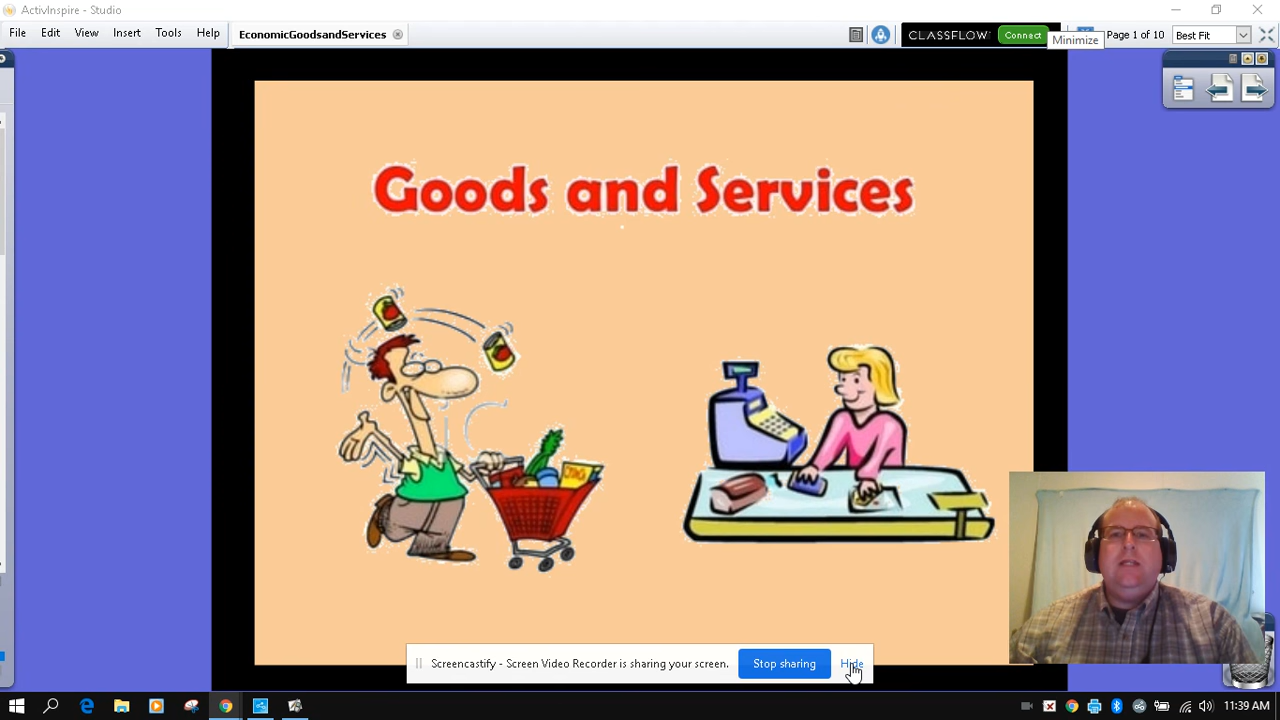 ActivInspire - Studio
File Edit View Insert Tools Help
EconomicGoodsandServices
CLASSFLOW
Connect
Minimize
Page 1 of 10
Best Fit
Goods and Services
Screencastify - Screen Video Recorder is sharing your screen.
Stop sharing
Hide
11:39 AM